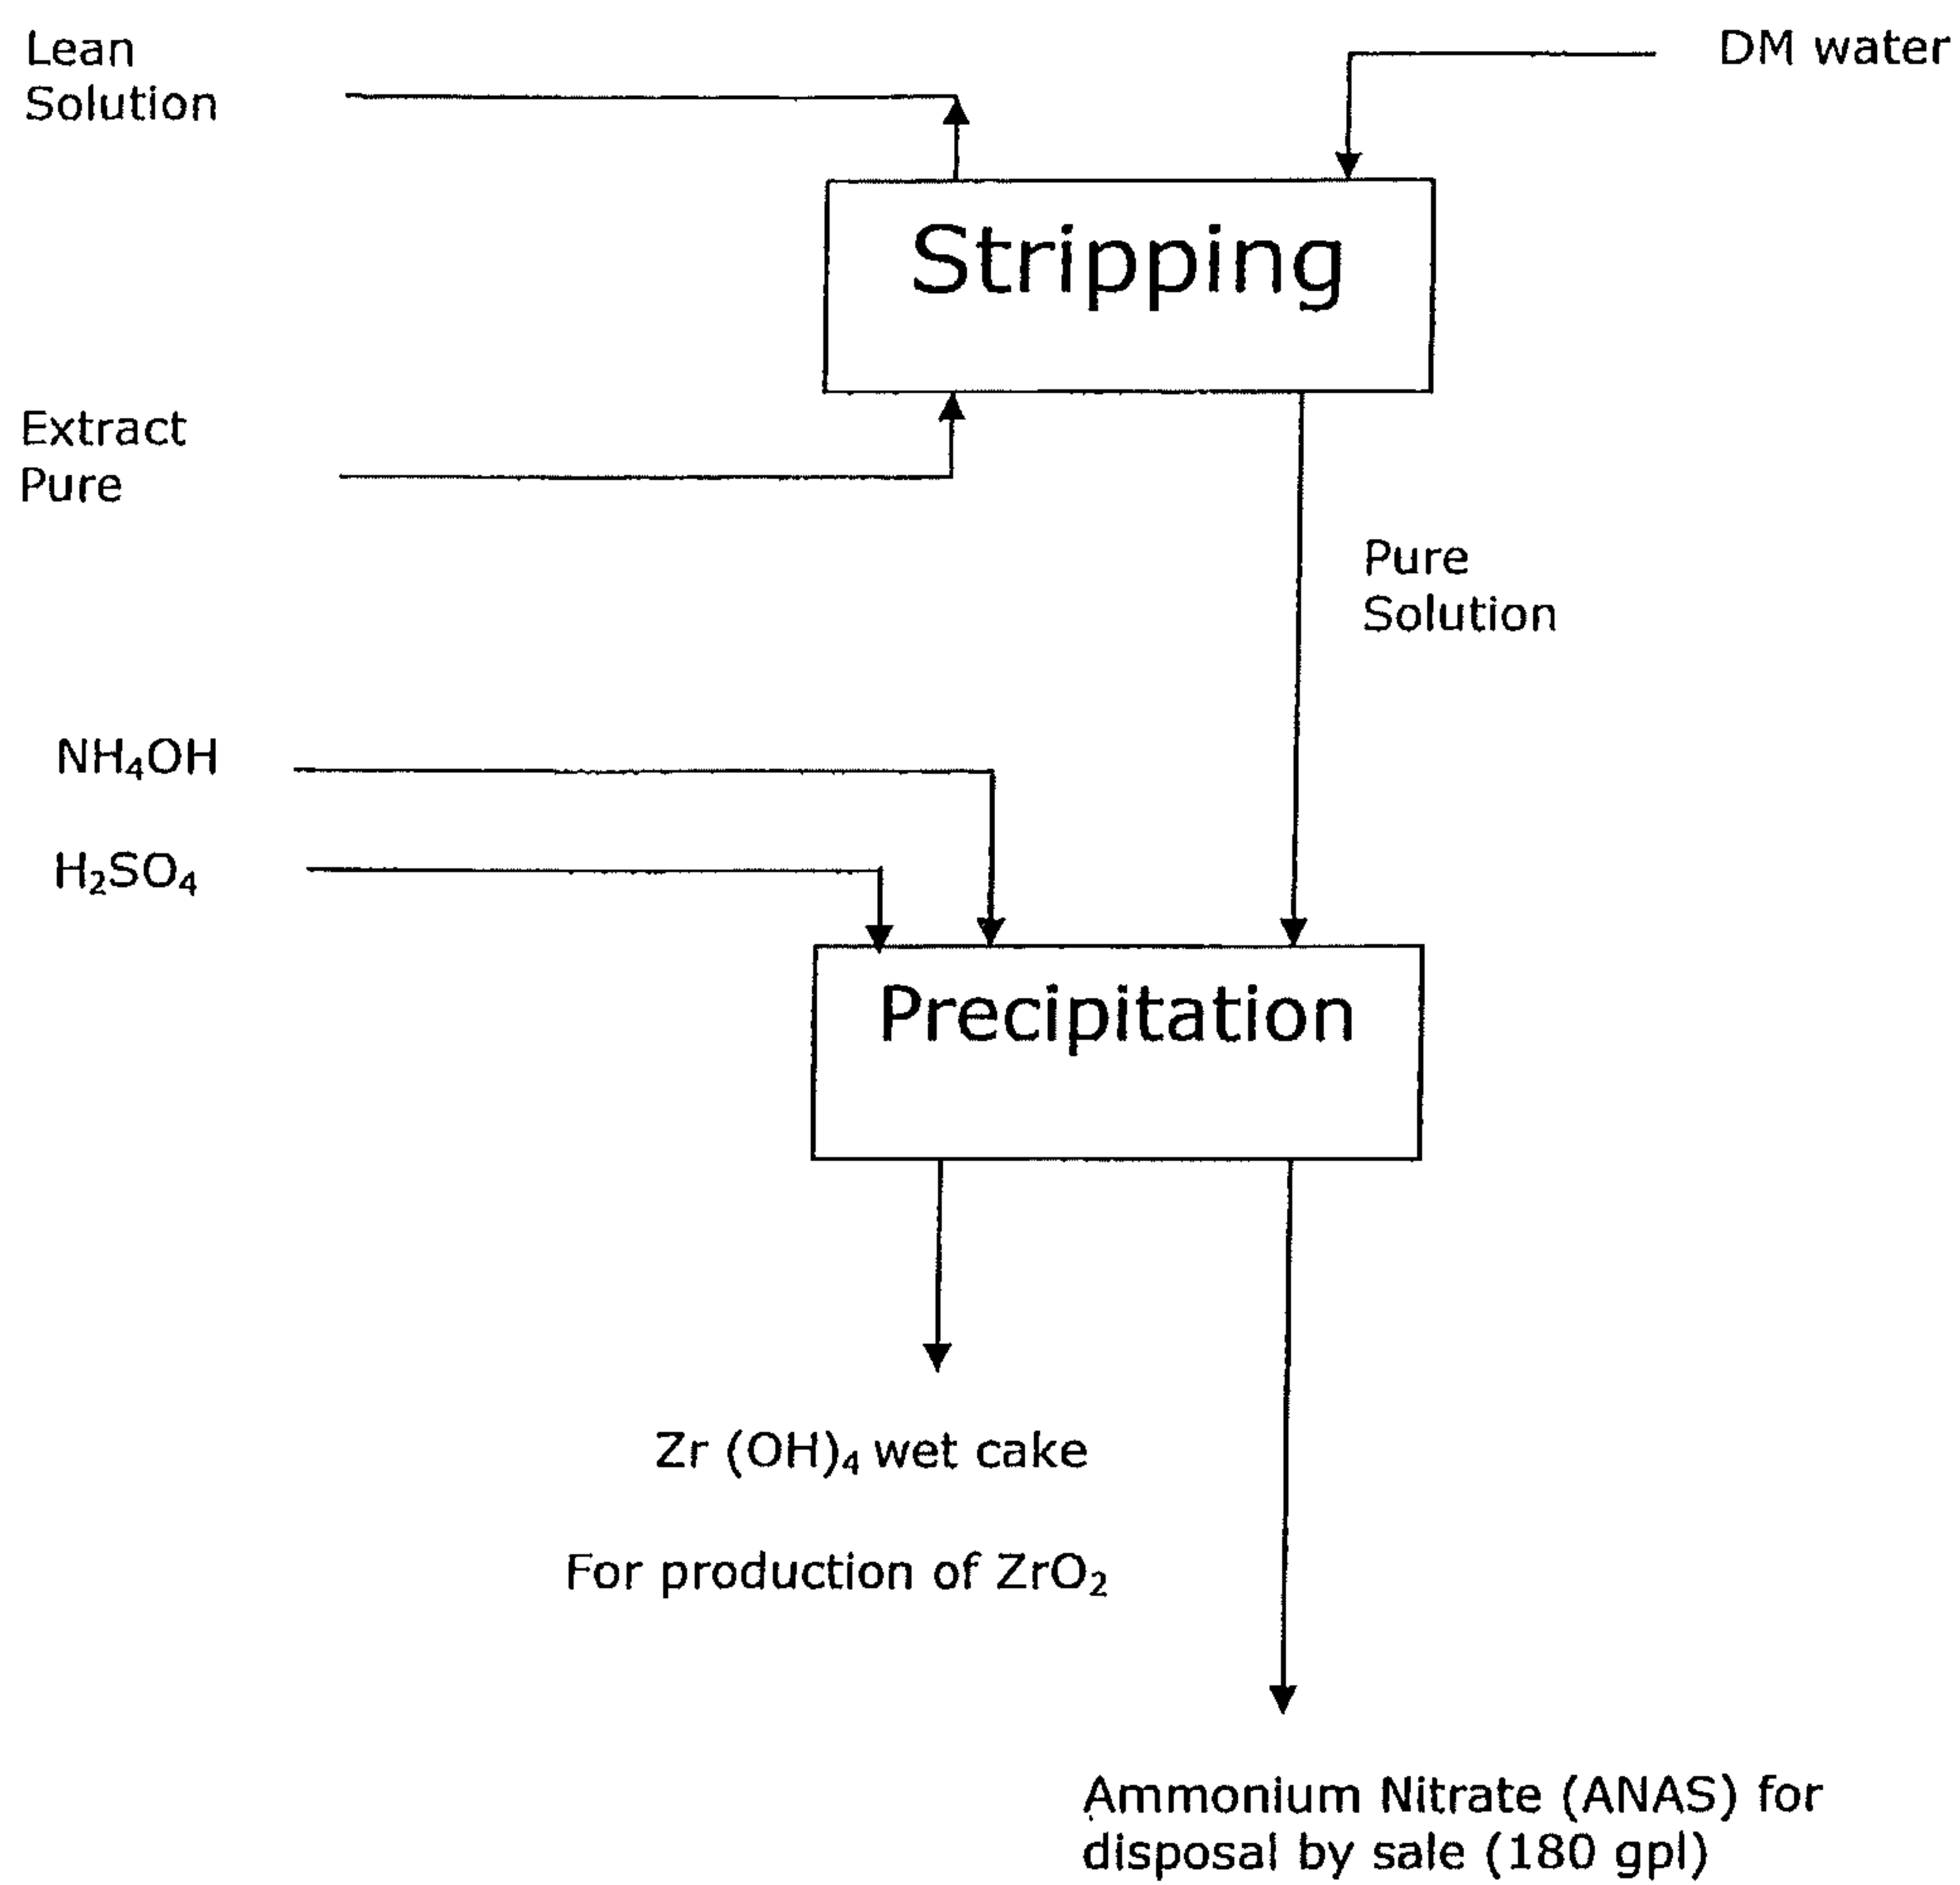 Lean
Solution
DM water
Stripping
Extract
Pure
Pure
Solution
NH₄OH
H₂SO₄
Precipitation
Zr (OH)₄ wet cake
For production of ZrO₂
Ammonium Nitrate (ANAS) for
disposal by sale (180 gpl)